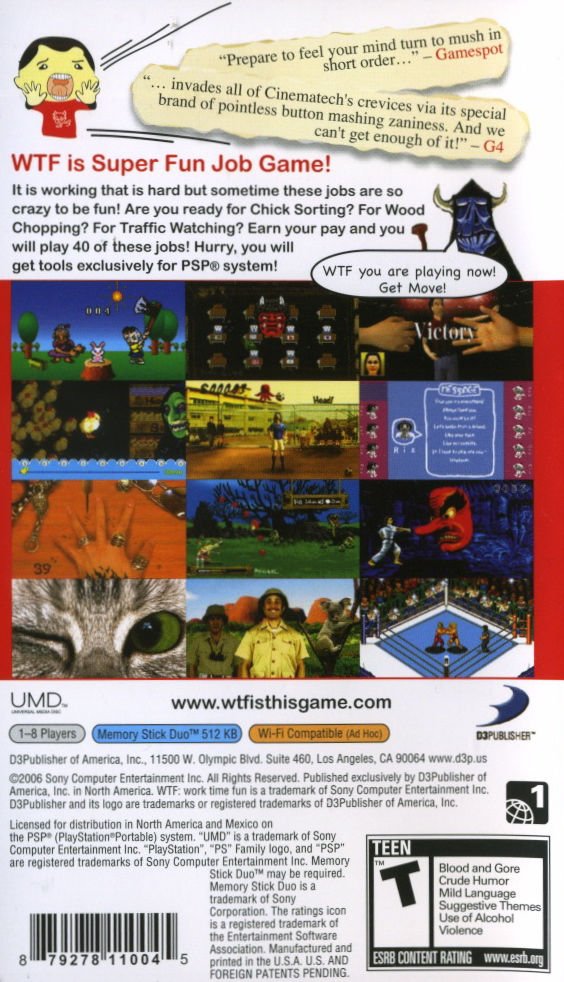 “Prepare to feel your mind turn to mush in
short order…” – Gamespot
“… invades all of Cinematech's crevices via its special
brand of pointless button mashing zaniness. And we
can't get enough of it!” – G4
WTF is Super Fun Job Game!
It is working that is hard but sometime these jobs are so
crazy to be fun! Are you ready for Chick Sorting? For Wood
Chopping? For Traffic Watching? Earn your pay and you
will play 40 of these jobs! Hurry, you will
get tools exclusively for PSP® system!
WTF you are playing now!
Get Move!
004
Victory
Head!
39°
UMD™
UNIVERSAL MEDIA DISC
www.wtfisthisgame.com
D3PUBLISHER™
1–8 Players
Memory Stick Duo™ 512 KB
Wi-Fi Compatible (Ad Hoc)
D3Publisher of America, Inc., 11500 W. Olympic Blvd. Suite 460, Los Angeles, CA 90064 www.d3p.us
©2006 Sony Computer Entertainment Inc. All Rights Reserved. Published exclusively by D3Publisher of
America, Inc. in North America. WTF: work time fun is a trademark of Sony Computer Entertainment Inc.
D3Publisher and its logo are trademarks or registered trademarks of D3Publisher of America, Inc.
1
Licensed for distribution in North America and Mexico on
the PSP® (PlayStation®Portable) system. “UMD” is a trademark of Sony
Computer Entertainment Inc. “PlayStation”, “PS” Family logo, and “PSP”
are registered trademarks of Sony Computer Entertainment Inc. Memory
Stick Duo™ may be required.
Memory Stick Duo is a
trademark of Sony
Corporation. The ratings icon
is a registered trademark of
the Entertainment Software
Association. Manufactured and
printed in the U.S.A. U.S. AND
FOREIGN PATENTS PENDING.
8 79278 11004 5
TEEN
T™
Blood and Gore
Crude Humor
Mild Language
Suggestive Themes
Use of Alcohol
Violence
ESRB CONTENT RATING www.esrb.org